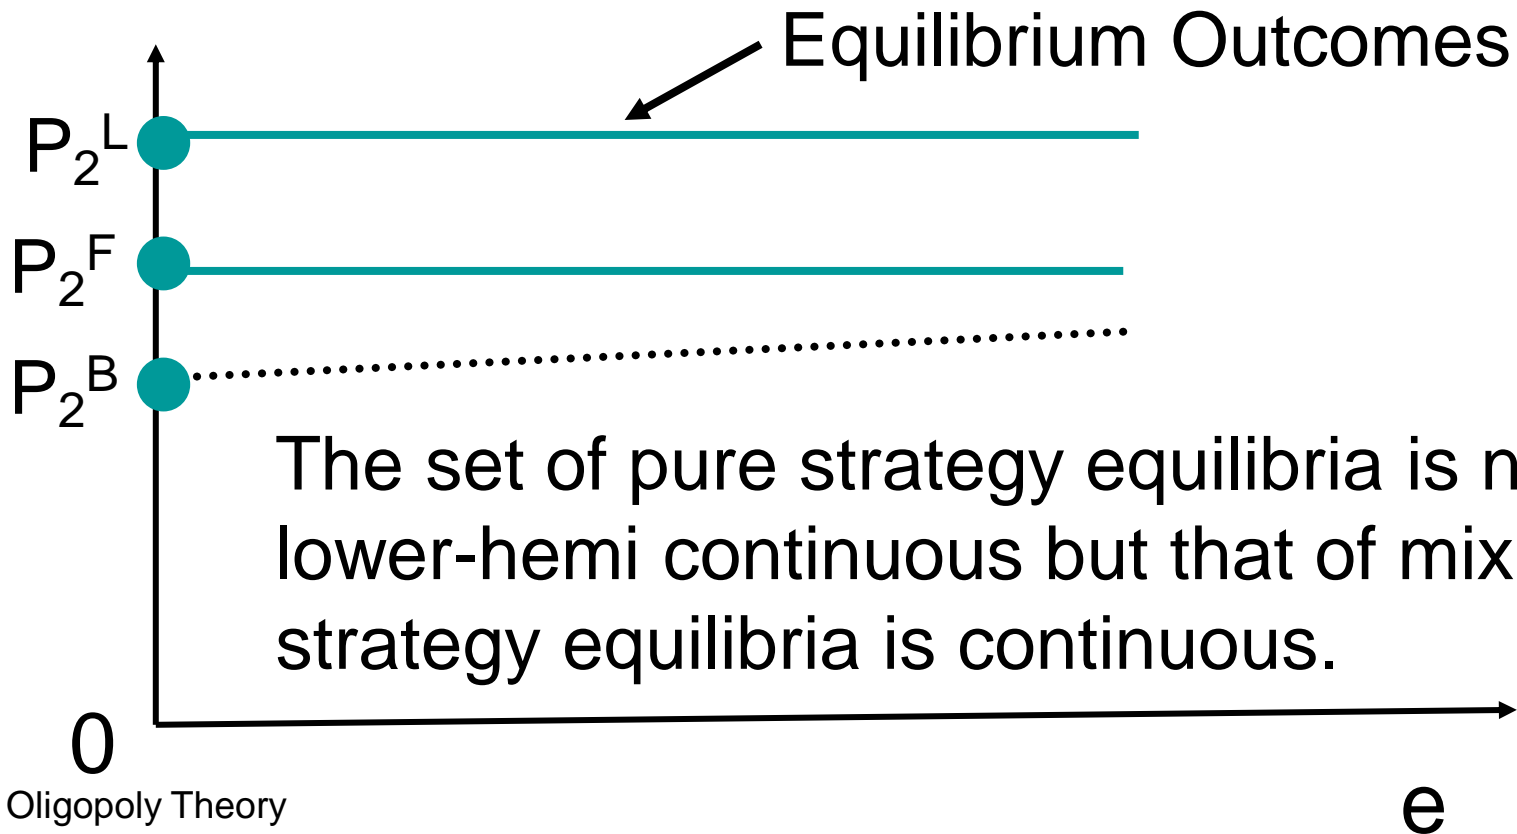 Equilibrium Outcomes
P₂ᴸ
P₂ᶠ
P₂ᴮ
The set of pure strategy equilibria is n
lower-hemi continuous but that of mix
strategy equilibria is continuous.
0
Oligopoly Theory
e